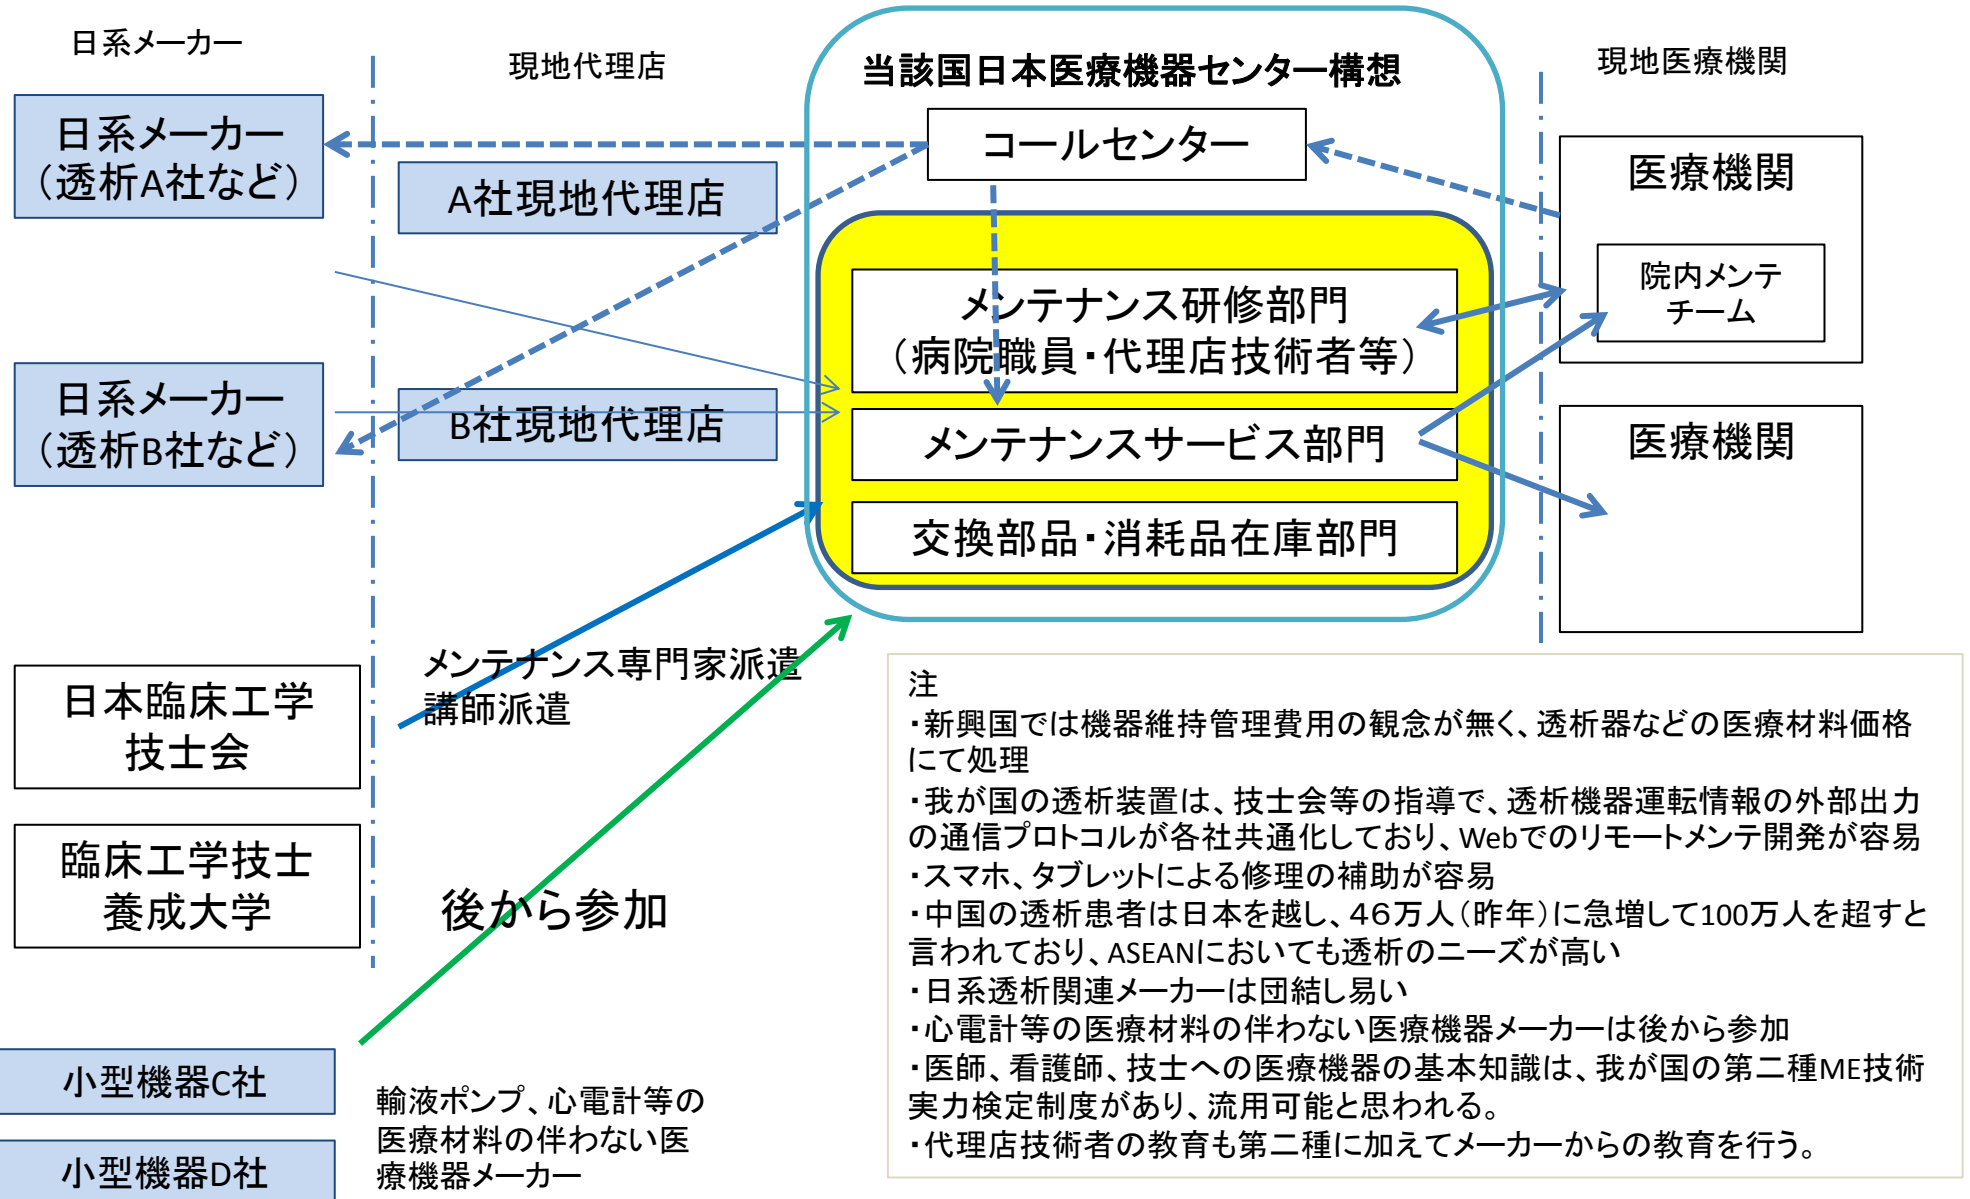 日系メーカー
現地代理店
当該国日本医療機器センター構想
現地医療機関
日系メーカー
（透析A社など）
A社現地代理店
コールセンター
医療機関
院内メンテ
チーム
メンテナンス研修部門
（病院職員・代理店技術者等）
日系メーカー
（透析B社など）
B社現地代理店
メンテナンスサービス部門
医療機関
交換部品・消耗品在庫部門
メンテナンス専門家派遣
講師派遣
日本臨床工学
技士会
臨床工学技士
養成大学
後から参加
小型機器C社
小型機器D社
輸液ポンプ、心電計等の
医療材料の伴わない医
療機器メーカー
注
・新興国では機器維持管理費用の観念が無く、透析器などの医療材料価格
にて処理
・我が国の透析装置は、技士会等の指導で、透析機器運転情報の外部出力
の通信プロトコルが各社共通化しており、Webでのリモートメンテ開発が容易
・スマホ、タブレットによる修理の補助が容易
・中国の透析患者は日本を越し、４６万人（昨年）に急増して100万人を超すと
言われており、ASEANにおいても透析のニーズが高い
・日系透析関連メーカーは団結し易い
・心電計等の医療材料の伴わない医療機器メーカーは後から参加
・医師、看護師、技士への医療機器の基本知識は、我が国の第二種ME技術
実力検定制度があり、流用可能と思われる。
・代理店技術者の教育も第二種に加えてメーカーからの教育を行う。